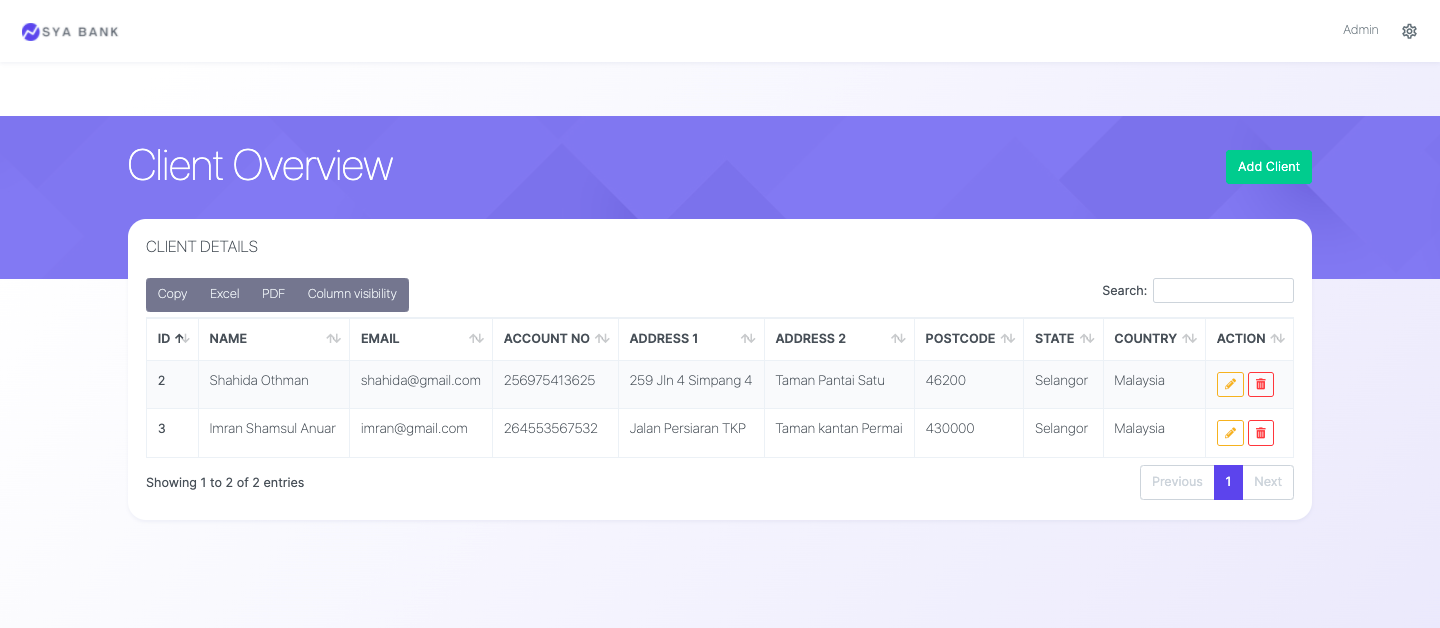 SYA BANK
Admin
Client Overview
Add Client
CLIENT DETAILS
Copy Excel PDF Column visibility
Search:
ID NAME EMAIL ACCOUNT NO ADDRESS 1 ADDRESS 2 POSTCODE STATE COUNTRY ACTION
2 Shahida Othman shahida@gmail.com 256975413625 259 Jln 4 Simpang 4 Taman Pantai Satu 46200 Selangor Malaysia
3 Imran Shamsul Anuar imran@gmail.com 264553567532 Jalan Persiaran TKP Taman kantan Permai 430000 Selangor Malaysia
Showing 1 to 2 of 2 entries
Previous 1 Next